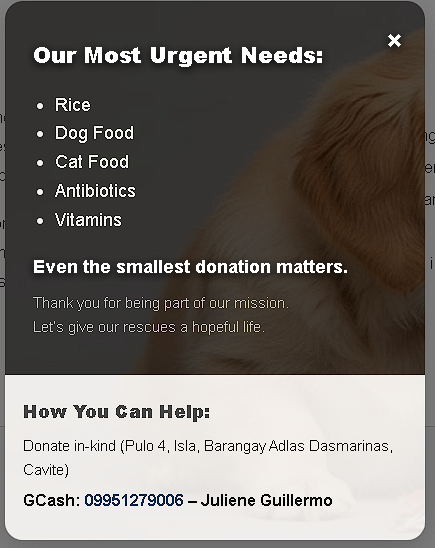 Our Most Urgent Needs:
×
• Rice
• Dog Food
• Cat Food
• Antibiotics
• Vitamins
Even the smallest donation matters.
Thank you for being part of our mission.
Let's give our rescues a hopeful life.
How You Can Help:
Donate in-kind (Pulo 4, Isla, Barangay Adlas Dasmarinas,
Cavite)
GCash: 09951279006 – Juliene Guillermo